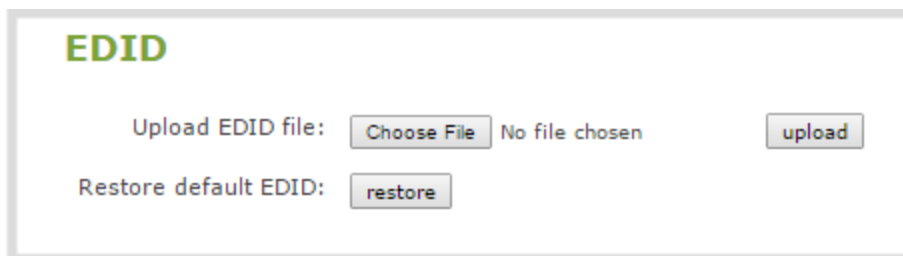 EDID
Upload EDID file: Choose File No file chosen upload
Restore default EDID: restore